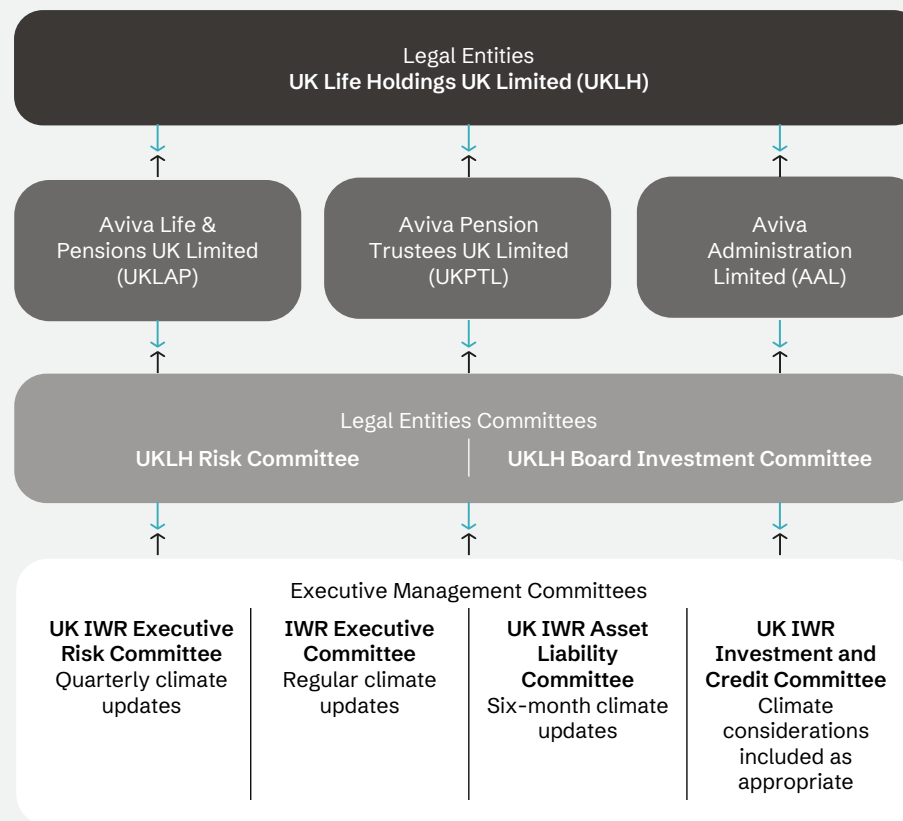 Legal Entities
UK Life Holdings UK Limited (UKLH)
Aviva Life &
Pensions UK Limited
(UKLAP)
Aviva Pension
Trustees UK Limited
(UKPTL)
Aviva
Administration
Limited (AAL)
Legal Entities Committees
UKLH Risk Committee
UKLH Board Investment Committee
Executive Management Committees
UK IWR Executive
Risk Committee
Quarterly climate
updates
IWR Executive
Committee
Regular climate
updates
UK IWR Asset
Liability
Committee
Six-month climate
updates
UK IWR
Investment and
Credit Committee
Climate
considerations
included as
appropriate